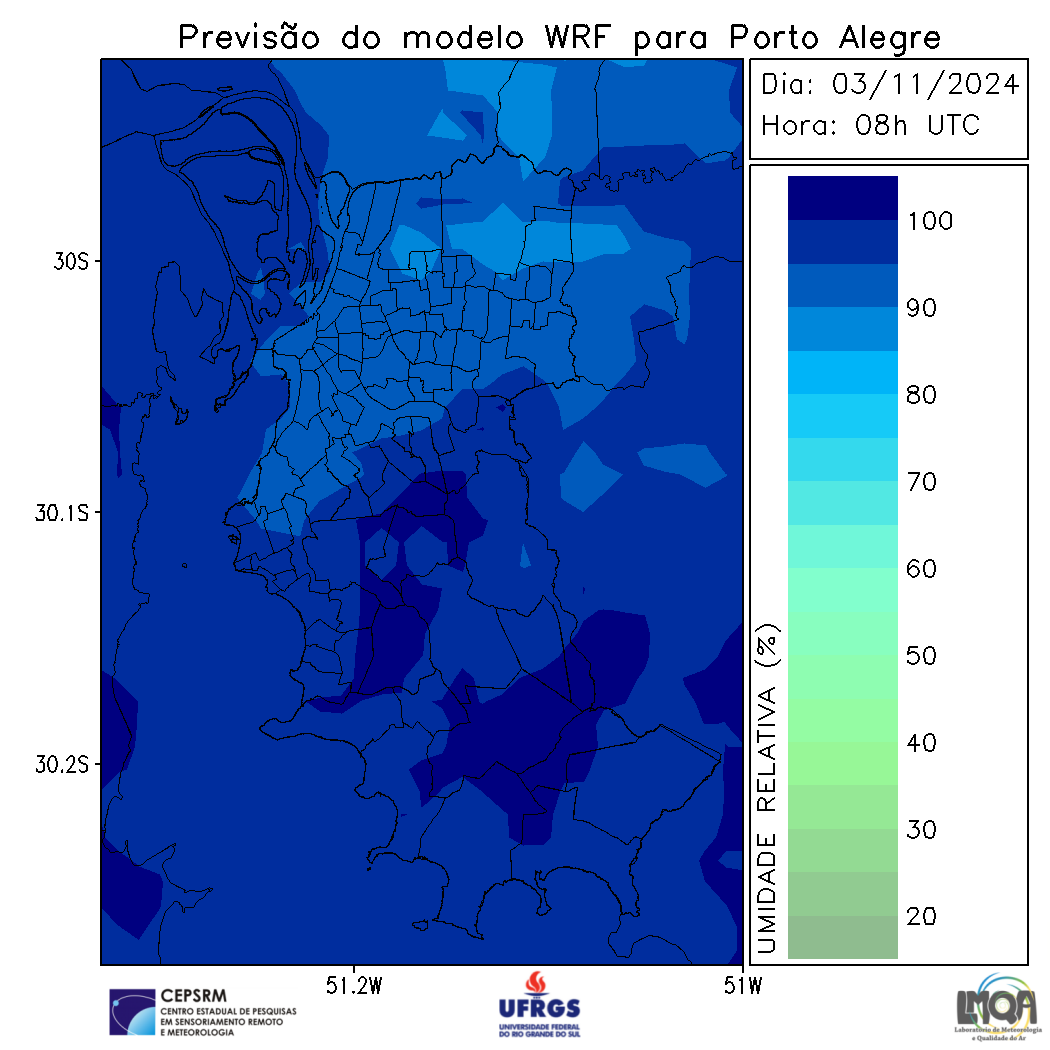 Previsão do modelo WRF para Porto Alegre
Dia: 03/11/2024
Hora: 08h UTC
30S
30.1S
30.2S
51.2W
51W
UMIDADE RELATIVA (%)
100
90
80
70
60
50
40
30
20
CEPSRM
CENTRO ESTADUAL DE PESQUISAS
EM SENSORIAMENTO REMOTO
E METEOROLOGIA
UFRGS
UNIVERSIDADE FEDERAL
DO RIO GRANDE DO SUL
LMQA
Laboratório de Meteorologia
e Qualidade do Ar